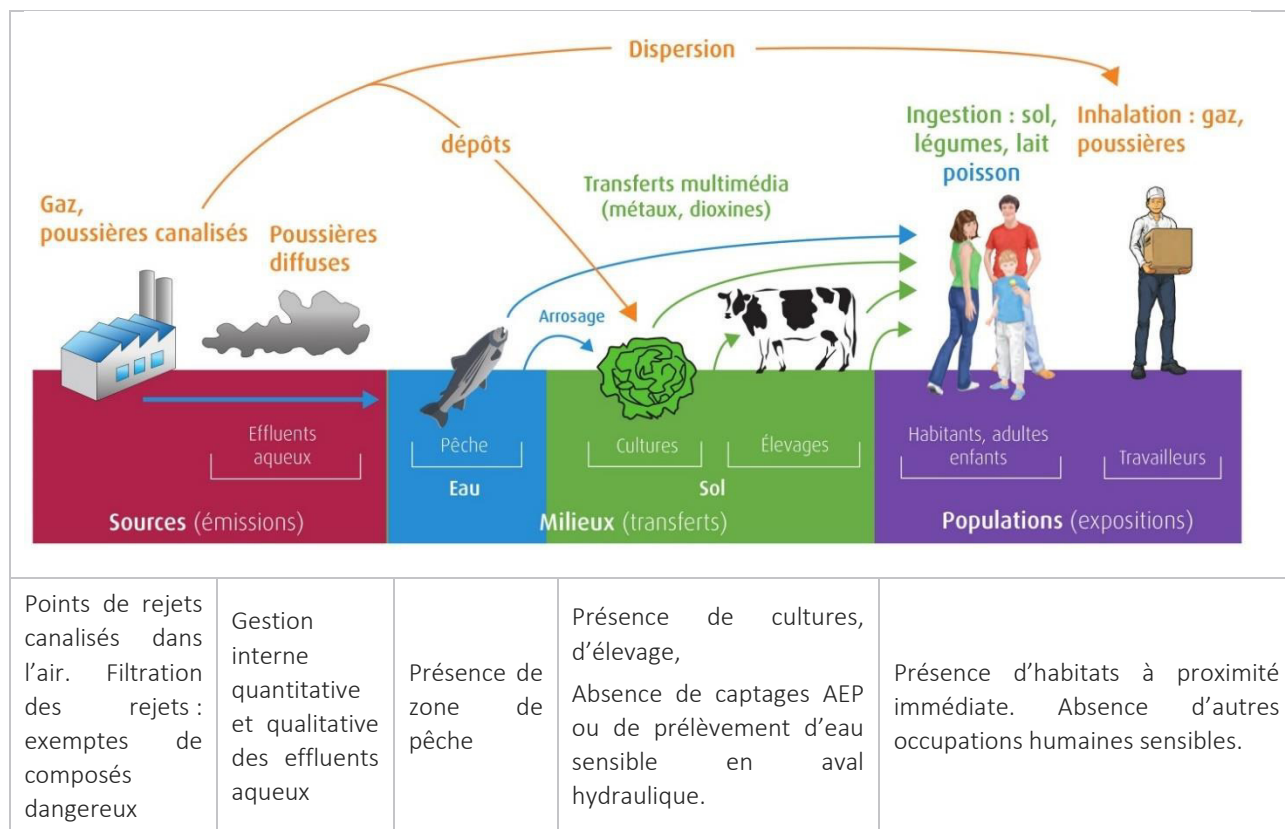 Dispersion
Ingestion : sol,
légumes, lait
poisson
Inhalation : gaz,
poussières
dépôts
Transferts multimédia
(métaux, dioxines)
Gaz,
poussières canalisés
Poussières
diffuses
Arrosage
Effluents
aqueux
Pêche
Cultures
Élevages
Habitants, adultes
enfants
Travailleurs
Eau
Sol
Sources (émissions)
Milieux (transferts)
Populations (expositions)
Points de rejets
canalisés dans
l’air. Filtration
des rejets :
exemptes de
composés
dangereux
Gestion
interne
quantitative
et qualitative
des effluents
aqueux
Présence de
zone de
pêche
Présence de cultures,
d’élevage,
Absence de captages AEP
ou de prélèvement d’eau
sensible en aval
hydraulique.
Présence d’habitats à proximité
immédiate. Absence d’autres
occupations humaines sensibles.